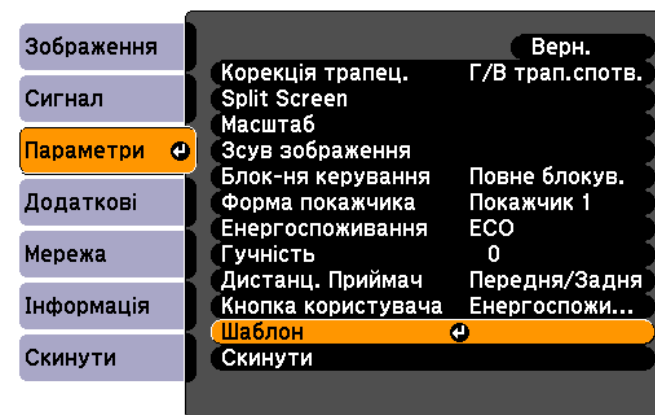 Зображення
Сигнал
Параметри
Додаткові
Мережа
Інформація
Скинути
Верн.
Корекція трапец. Г/В трап.спотв.
Split Screen
Масштаб
Зсув зображення
Блок-ня керування Повне блокув.
Форма покажчика Покажчик 1
Енергоспоживання ECO
Гучність 0
Дистанц. Приймач Передня/Задня
Кнопка користувача Енергоспожи...
Шаблон
Скинути